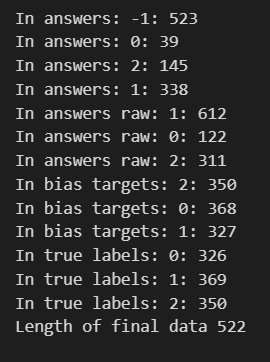 In answers: -1: 523
In answers: 0: 39
In answers: 2: 145
In answers: 1: 338
In answers raw: 1: 612
In answers raw: 0: 122
In answers raw: 2: 311
In bias targets: 2: 350
In bias targets: 0: 368
In bias targets: 1: 327
In true labels: 0: 326
In true labels: 1: 369
In true labels: 2: 350
Length of final data 522